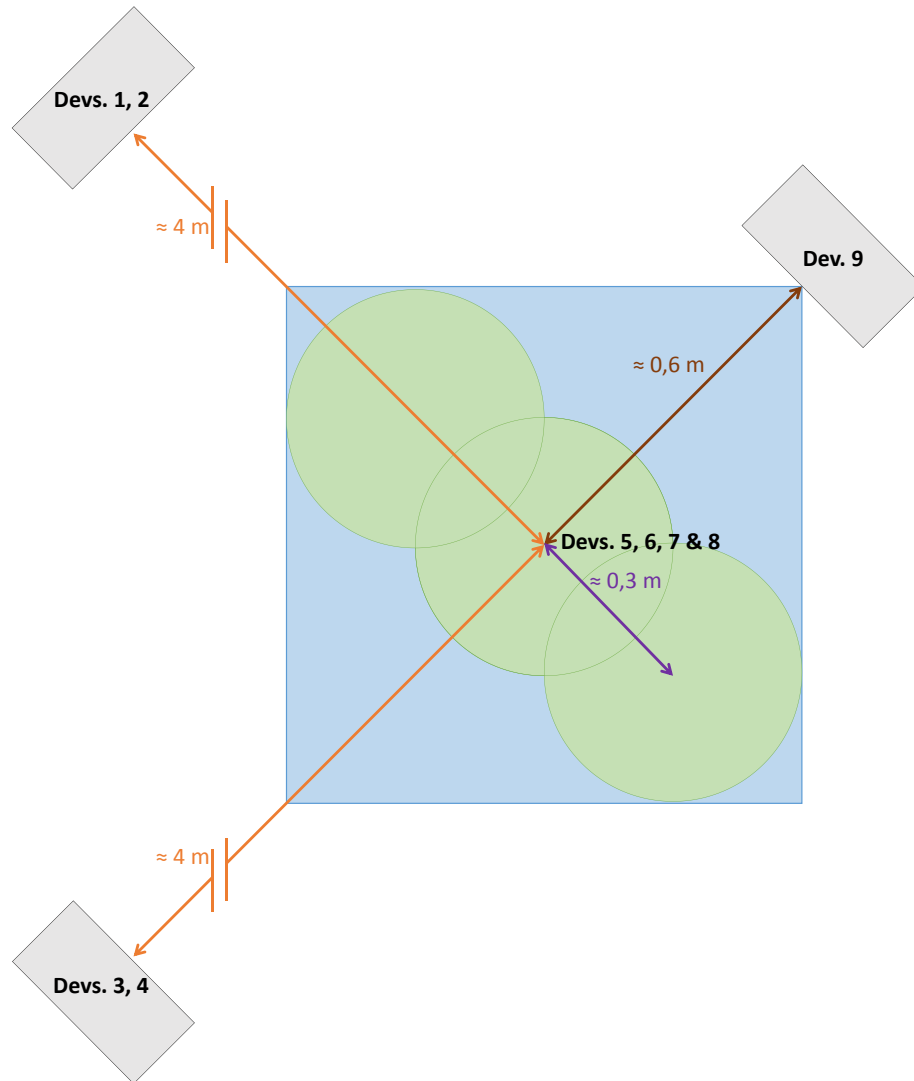 Devs. 1, 2
≈ 4 m
Dev. 9
≈ 0,6 m
Devs. 5, 6, 7 & 8
≈ 0,3 m
≈ 4 m
Devs. 3, 4